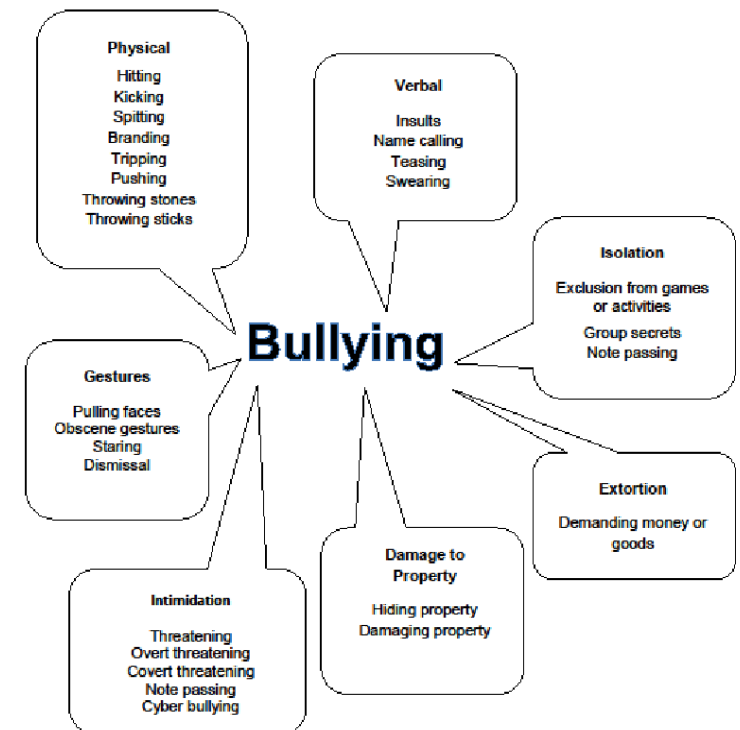 Physical
Hitting
Kicking
Spitting
Branding
Tripping
Pushing
Throwing stones
Throwing sticks
Verbal
Insults
Name calling
Teasing
Swearing
Isolation
Exclusion from games
or activities
Group secrets
Note passing
Bullying
Gestures
Pulling faces
Obscene gestures
Staring
Dismissal
Extortion
Demanding money or
goods
Damage to
Property
Hiding property
Damaging property
Intimidation
Threatening
Overt threatening
Covert threatening
Note passing
Cyber bullying